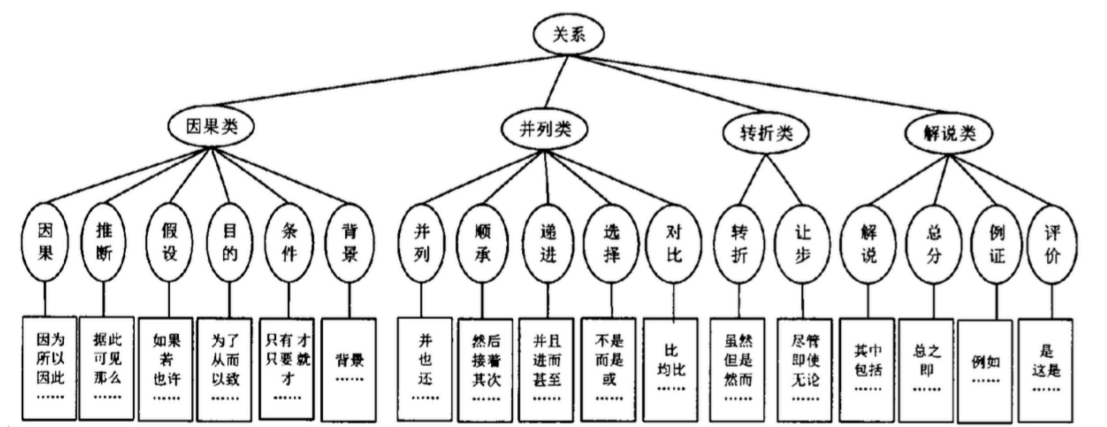 关系
因果类
并列类
转折类
解说类
因果
推断
假设
目的
条件
背景
并列
顺承
递进
选择
对比
转折
让步
解说
总分
例证
评价
因为
所以
因此
……
据此
可见
那么
……
如果
若
也许
……
为了
从而
以致
……
只有才
只要就
才
……
背景
……
并
也
还
……
然后
接着
其次
……
并且
进而
甚至
……
不是
而是
或
……
比
均比
……
虽然
但是
然而
……
尽管
即使
无论
……
其中
包括
……
总之
即
……
例如
……
是
这是
……